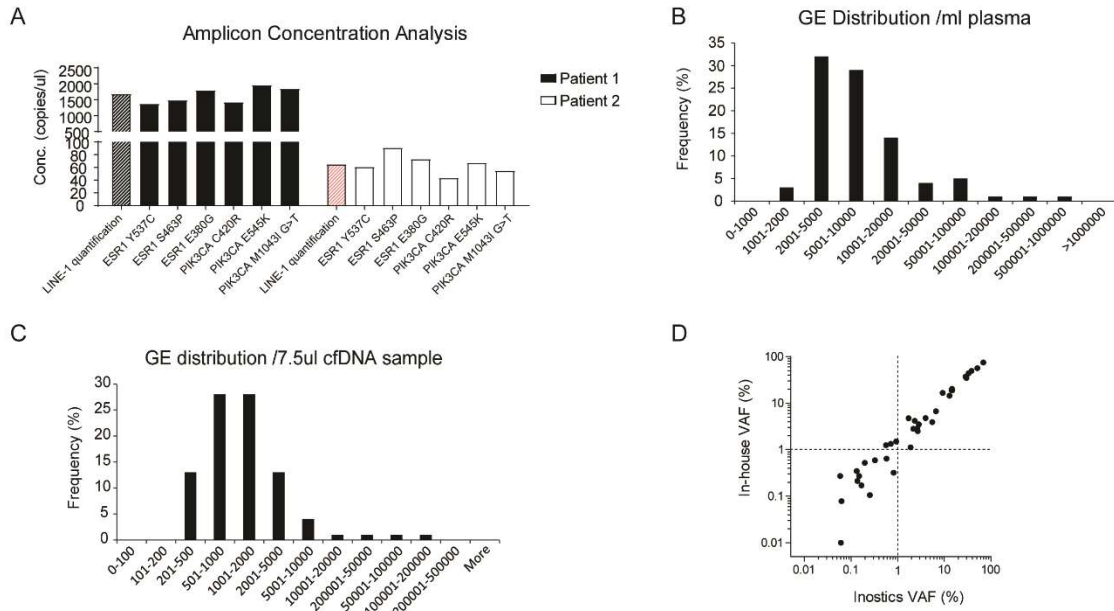 A
Amplicon Concentration Analysis
Conc. (copies/ul)
2500
2000
1500
1000
500
100
80
60
40
20
0
LINE-1 quantification
ESR1 Y537C
ESR1 S463P
ESR1 E380G
PIK3CA C420R
PIK3CA E545K
PIK3CA M1043I G>T
LINE-1 quantification
ESR1 Y537C
ESR1 S463P
ESR1 E380G
PIK3CA C420R
PIK3CA E545K
PIK3CA M1043I G>T
Patient 1
Patient 2
B
GE Distribution /ml plasma
Frequency (%)
35
30
25
20
15
10
5
0
0-1000
1001-2000
2001-5000
5001-10000
10001-20000
20001-50000
50001-100000
100001-200000
200001-500000
500001-1000000
>1000000
C
GE distribution /7.5ul cfDNA sample
Frequency (%)
30
25
20
15
10
5
0
0-100
101-200
201-500
501-1000
1001-2000
2001-5000
5001-10000
10001-20000
200001-50000
50001-100000
100001-200000
200001-500000
More
D
In-house VAF (%)
100
10
1
0.1
0.01
0.01
0.1
1
10
100
Inostics VAF (%)